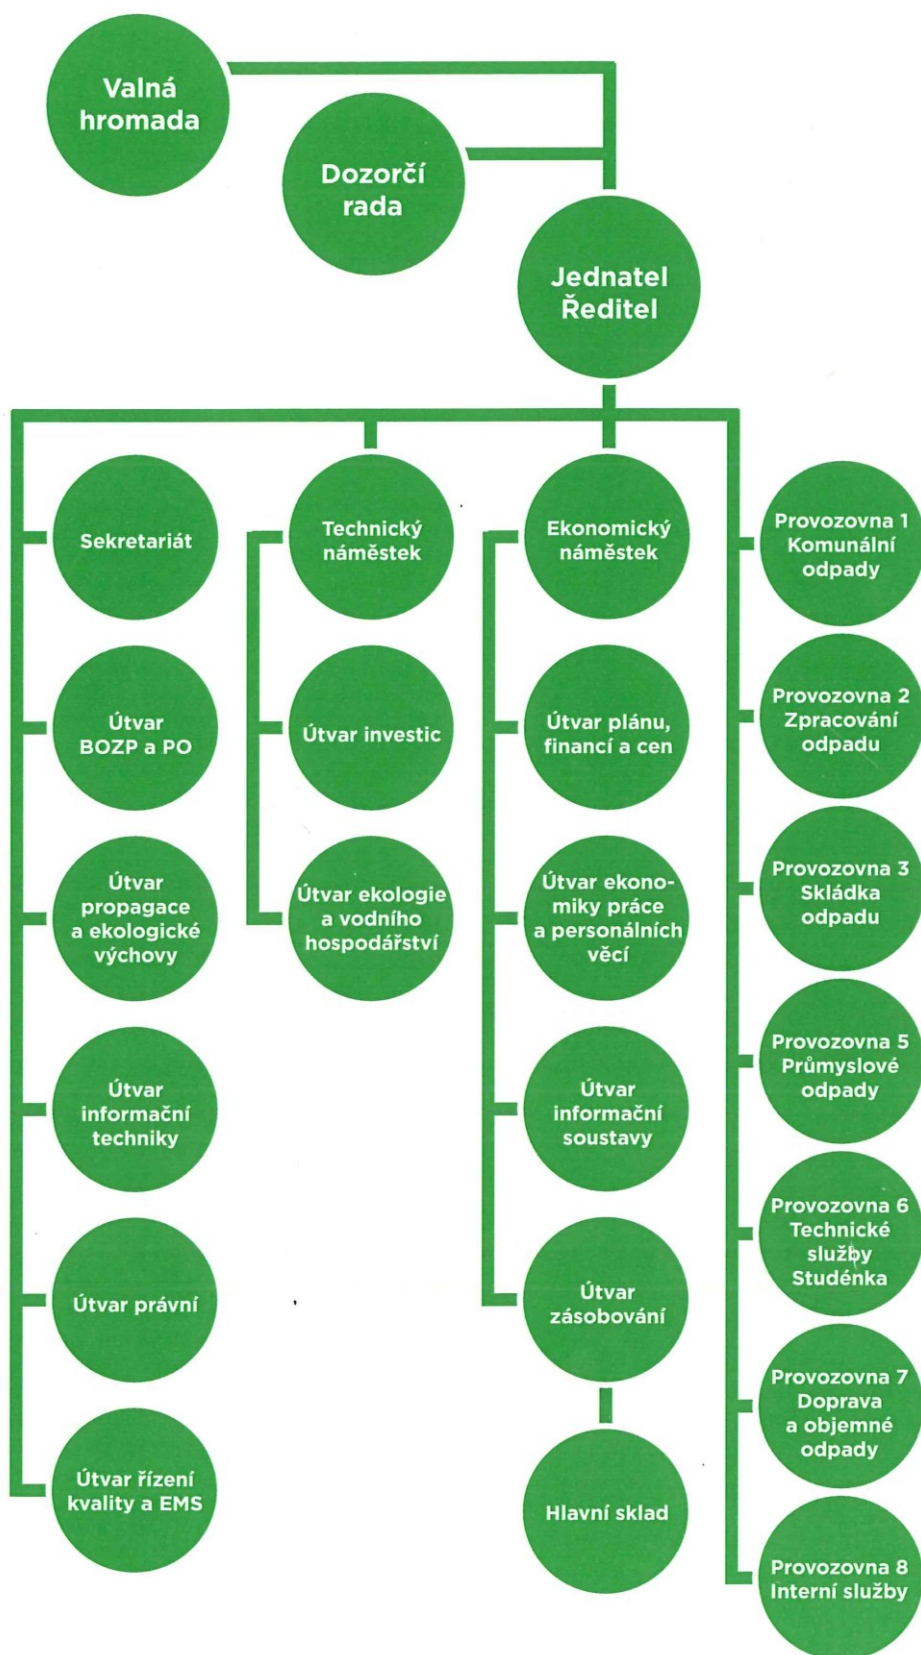 Valná
hromada
Dozorčí
rada
Jednatel
Ředitel
Sekretariát
Útvar
BOZP a PO
Útvar
propagace
a ekologické
výchovy
Útvar
informační
techniky
Útvar právní
Útvar řízení
kvality a EMS
Technický
náměstek
Útvar investic
Útvar ekologie
a vodního
hospodářství
Ekonomický
náměstek
Útvar plánu,
financí a cen
Útvar ekono-
miky práce
a personálních
věcí
Útvar
informační
soustavy
Útvar
zásobování
Hlavní sklad
Provozovna 1
Komunální
odpady
Provozovna 2
Zpracování
odpadu
Provozovna 3
Skládka
odpadu
Provozovna 5
Průmyslové
odpady
Provozovna 6
Technické
služby
Studénka
Provozovna 7
Doprava
a objemné
odpady
Provozovna 8
Interní služby